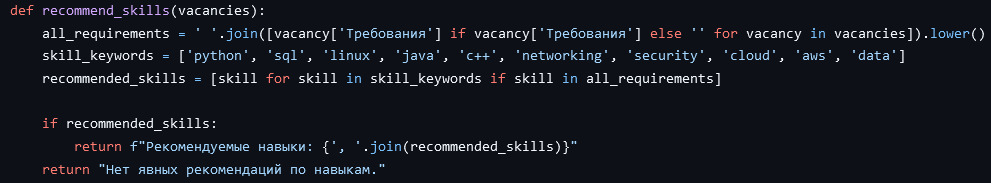 def recommend_skills(vacancies):
    all_requirements = ' '.join([vacancy['Требования'] if vacancy['Требования'] else '' for vacancy in vacancies]).lower()
    skill_keywords = ['python', 'sql', 'linux', 'java', 'c++', 'networking', 'security', 'cloud', 'aws', 'data']
    recommended_skills = [skill for skill in skill_keywords if skill in all_requirements]

    if recommended_skills:
        return f"Рекомендуемые навыки: {', '.join(recommended_skills)}"
    return "Нет явных рекомендаций по навыкам."